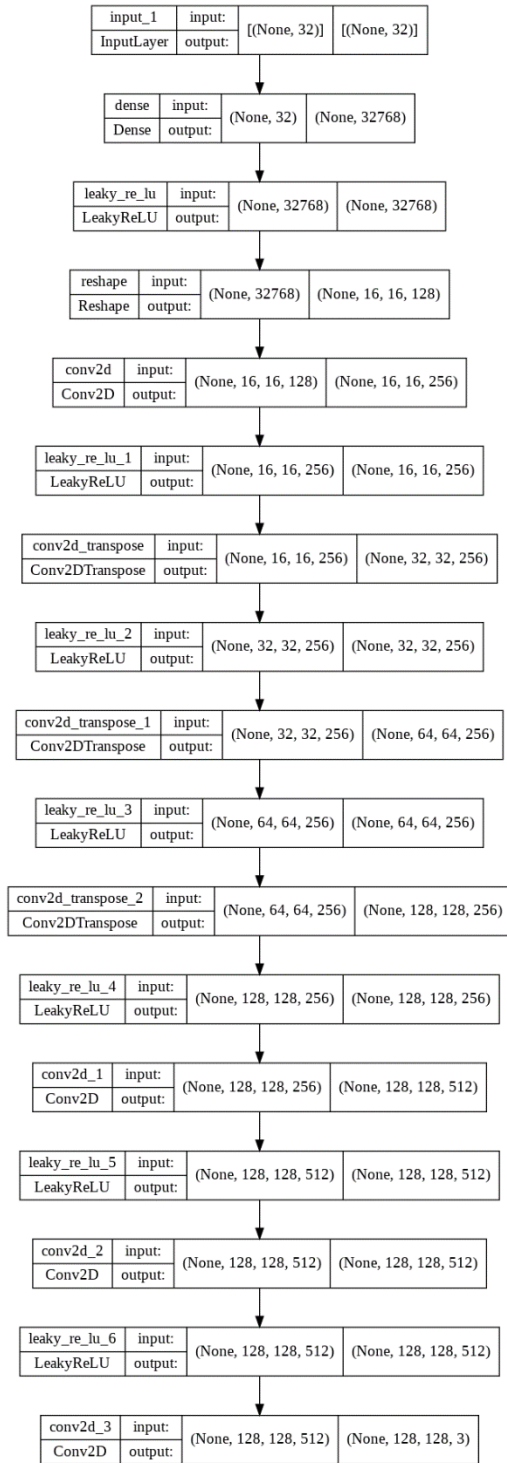 input_1 input: [(None, 32)] [(None, 32)]
InputLayer output:
dense input: (None, 32) (None, 32768)
Dense output:
leaky_re_lu input: (None, 32768) (None, 32768)
LeakyReLU output:
reshape input: (None, 32768) (None, 16, 16, 128)
Reshape output:
conv2d input: (None, 16, 16, 128) (None, 16, 16, 256)
Conv2D output:
leaky_re_lu_1 input: (None, 16, 16, 256) (None, 16, 16, 256)
LeakyReLU output:
conv2d_transpose input: (None, 16, 16, 256) (None, 32, 32, 256)
Conv2DTranspose output:
leaky_re_lu_2 input: (None, 32, 32, 256) (None, 32, 32, 256)
LeakyReLU output:
conv2d_transpose_1 input: (None, 32, 32, 256) (None, 64, 64, 256)
Conv2DTranspose output:
leaky_re_lu_3 input: (None, 64, 64, 256) (None, 64, 64, 256)
LeakyReLU output:
conv2d_transpose_2 input: (None, 64, 64, 256) (None, 128, 128, 256)
Conv2DTranspose output:
leaky_re_lu_4 input: (None, 128, 128, 256) (None, 128, 128, 256)
LeakyReLU output:
conv2d_1 input: (None, 128, 128, 256) (None, 128, 128, 512)
Conv2D output:
leaky_re_lu_5 input: (None, 128, 128, 512) (None, 128, 128, 512)
LeakyReLU output:
conv2d_2 input: (None, 128, 128, 512) (None, 128, 128, 512)
Conv2D output:
leaky_re_lu_6 input: (None, 128, 128, 512) (None, 128, 128, 512)
LeakyReLU output:
conv2d_3 input: (None, 128, 128, 512) (None, 128, 128, 3)
Conv2D output: